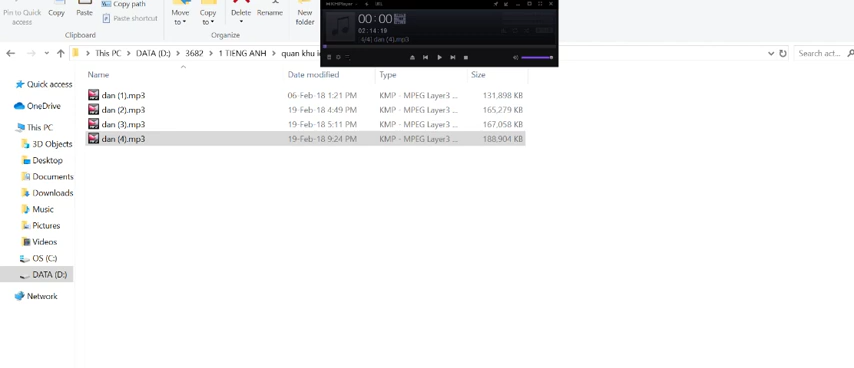 Pin to Quick access
Copy
Paste
Copy path
Paste shortcut
Move to
Copy to
Delete
Rename
New folder
Clipboard
Organize
KMPlayer
00:00
02:14:19
4/4] dan (4).mp3
This PC > DATA (D:) > 3682 > 1 TIENG ANH > quan khu
Search act...
Name Date modified Type Size
dan (1).mp3 06-Feb-18 1:21 PM KMP - MPEG Layer3 ... 131,898 KB
dan (2).mp3 19-Feb-18 4:49 PM KMP - MPEG Layer3 ... 165,279 KB
dan (3).mp3 19-Feb-18 5:11 PM KMP - MPEG Layer3 ... 167,058 KB
dan (4).mp3 19-Feb-18 9:24 PM KMP - MPEG Layer3 ... 188,904 KB
Quick access
OneDrive
This PC
3D Objects
Desktop
Documents
Downloads
Music
Pictures
Videos
OS (C:)
DATA (D:)
Network